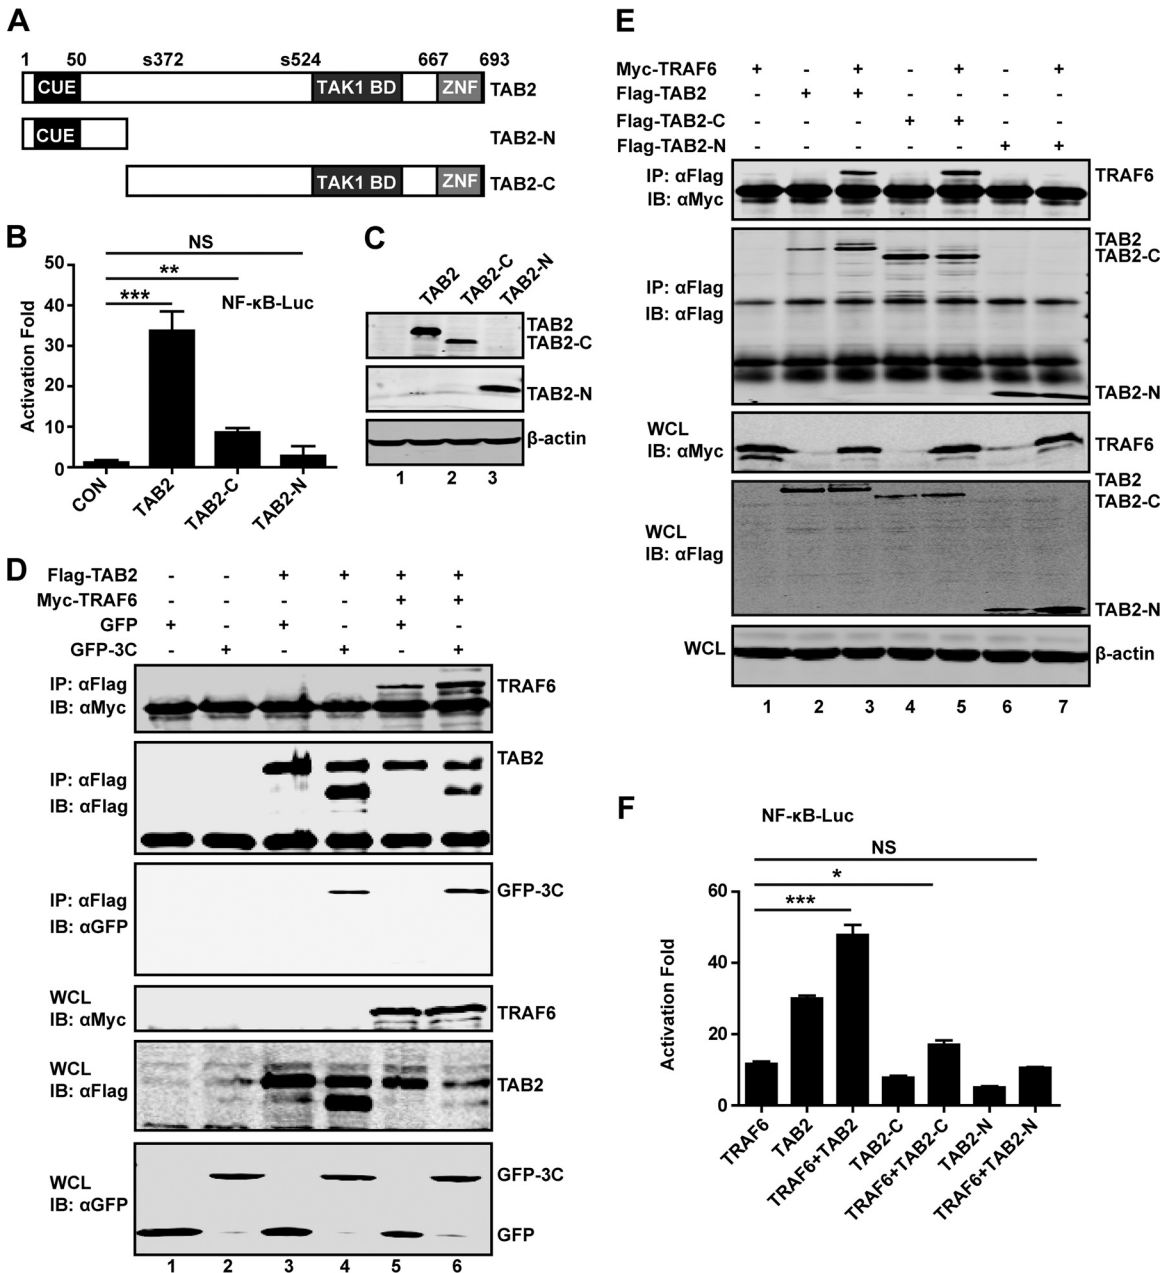 A
1 50 s372 s524 667 693
CUE TAK1 BD ZNF TAB2
CUE TAB2-N
TAK1 BD ZNF TAB2-C
B
NS
**
***
NF-κB-Luc
Activation Fold
50
40
30
20
10
0
CON TAB2 TAB2-C TAB2-N
C
TAB2 TAB2-C TAB2-N
TAB2
TAB2-C
TAB2-N
β-actin
1 2 3
D
Flag-TAB2 - - + + + +
Myc-TRAF6 - - - - + +
GFP + - + - + -
GFP-3C - + - + - +
IP: αFlag
IB: αMyc
TRAF6
IP: αFlag
IB: αFlag
TAB2
IP: αFlag
IB: αGFP
GFP-3C
WCL
IB: αMyc
TRAF6
WCL
IB: αFlag
TAB2
WCL
IB: αGFP
GFP-3C
GFP
1 2 3 4 5 6
E
Myc-TRAF6 + - + - + - +
Flag-TAB2 - + + - - - -
Flag-TAB2-C - - - + + - -
Flag-TAB2-N - - - - - + +
IP: αFlag
IB: αMyc
TRAF6
IP: αFlag
IB: αFlag
TAB2
TAB2-C
TAB2-N
WCL
IB: αMyc
TRAF6
WCL
IB: αFlag
TAB2
TAB2-C
TAB2-N
WCL
β-actin
1 2 3 4 5 6 7
F
NF-κB-Luc
NS
*
***
Activation Fold
60
40
20
0
TRAF6 TAB2 TRAF6+TAB2 TAB2-C TRAF6+TAB2-C TAB2-N TRAF6+TAB2-N